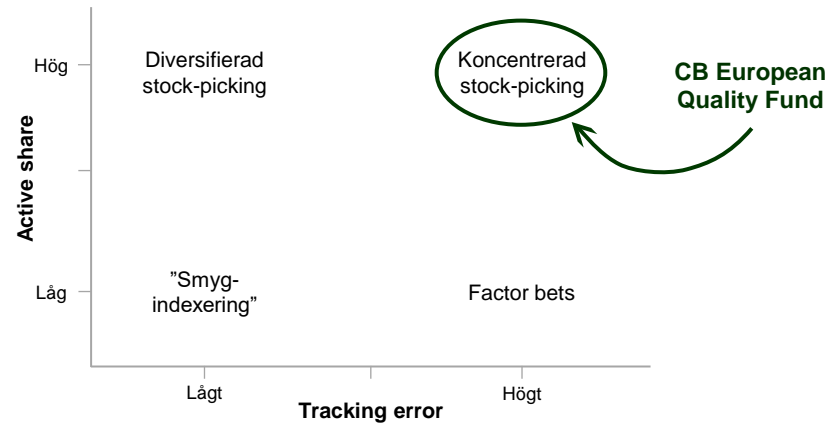 Hög
Diversifierad
stock-picking
Koncentrerad
stock-picking
CB European
Quality Fund
Active share
Låg
”Smyg-
indexering”
Factor bets
Lågt
Högt
Tracking error